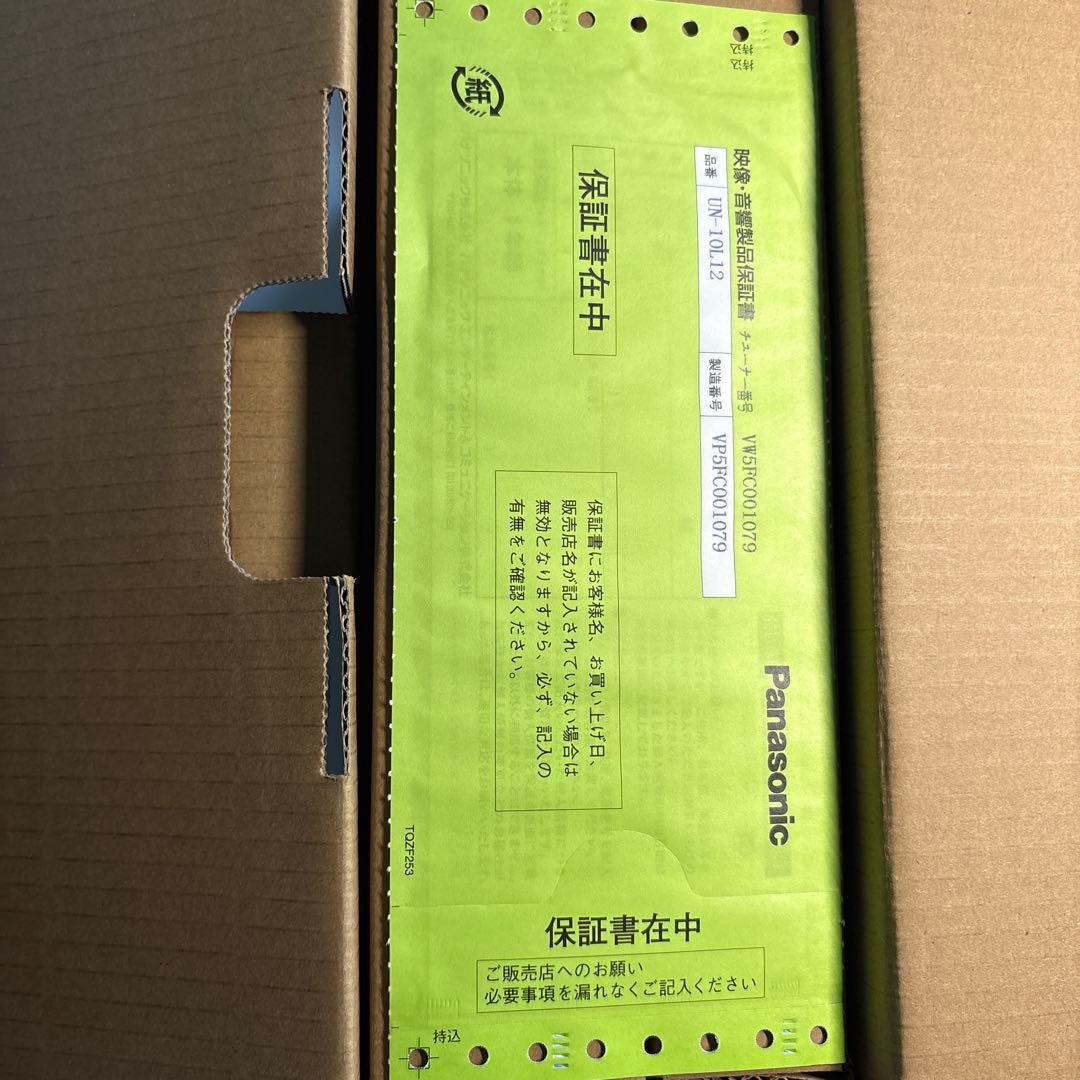 持込
持込
紙
映像・音響製品保証書
チューナー番号 VW5FC001079
品番 UN-10L12 製造番号 VP5FC001079
Panasonic
保証書在中
保証書にお客様名、お買い上げ日、
販売店名が記入されていない場合は
無効となりますから、必ず、記入の
有無をご確認ください。
TQZF253
保証書在中
ご販売店へのお願い
必要事項を漏れなくご記入ください
持込